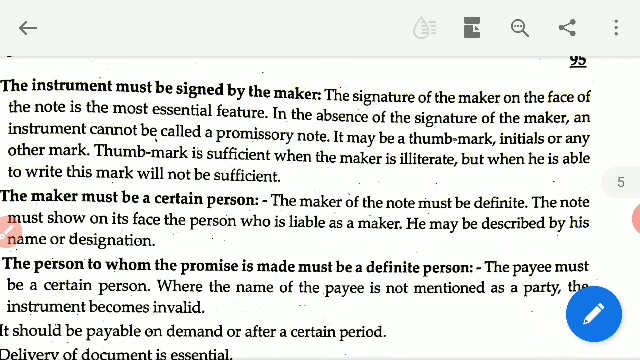 95
The instrument must be signed by the maker: The signature of the maker on the face of
the note is the most essential feature. In the absence of the signature of the maker, an
instrument cannot be called a promissory note. It may be a thumb-mark, initials or any
other mark. Thumb-mark is sufficient when the maker is illiterate, but when he is able
to write this mark will not be sufficient.
The maker must be a certain person: - The maker of the note must be definite. The note
must show on its face the person who is liable as a maker. He may be described by his
name or designation.
5
The person to whom the promise is made must be a definite person: - The payee must
be a certain person. Where the name of the payee is not mentioned as a party, the
instrument becomes invalid.
It should be payable on demand or after a certain period.
Delivery of document is essential.